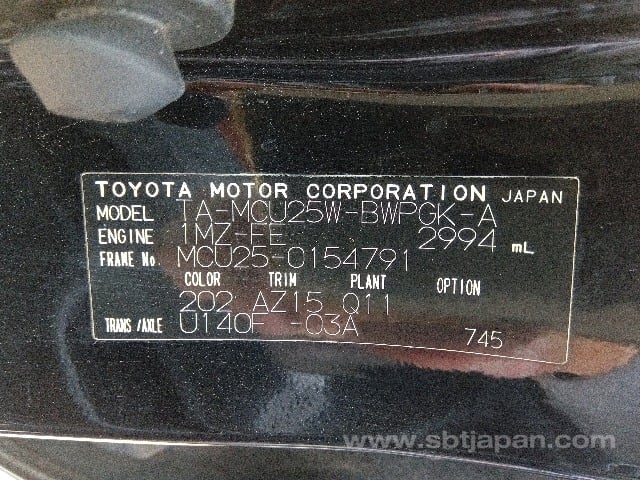 TOYOTA MOTOR CORPORATION JAPAN
MODEL TA-MCU25W-BWPGK-A
ENGINE 1MZ-FE 2994 mL
FRAME No. MCU25-0154791
COLOR TRIM PLANT OPTION
202 AZ15 Q11
TRANS/AXLE U140F -03A 745
www.sbtjapan.com